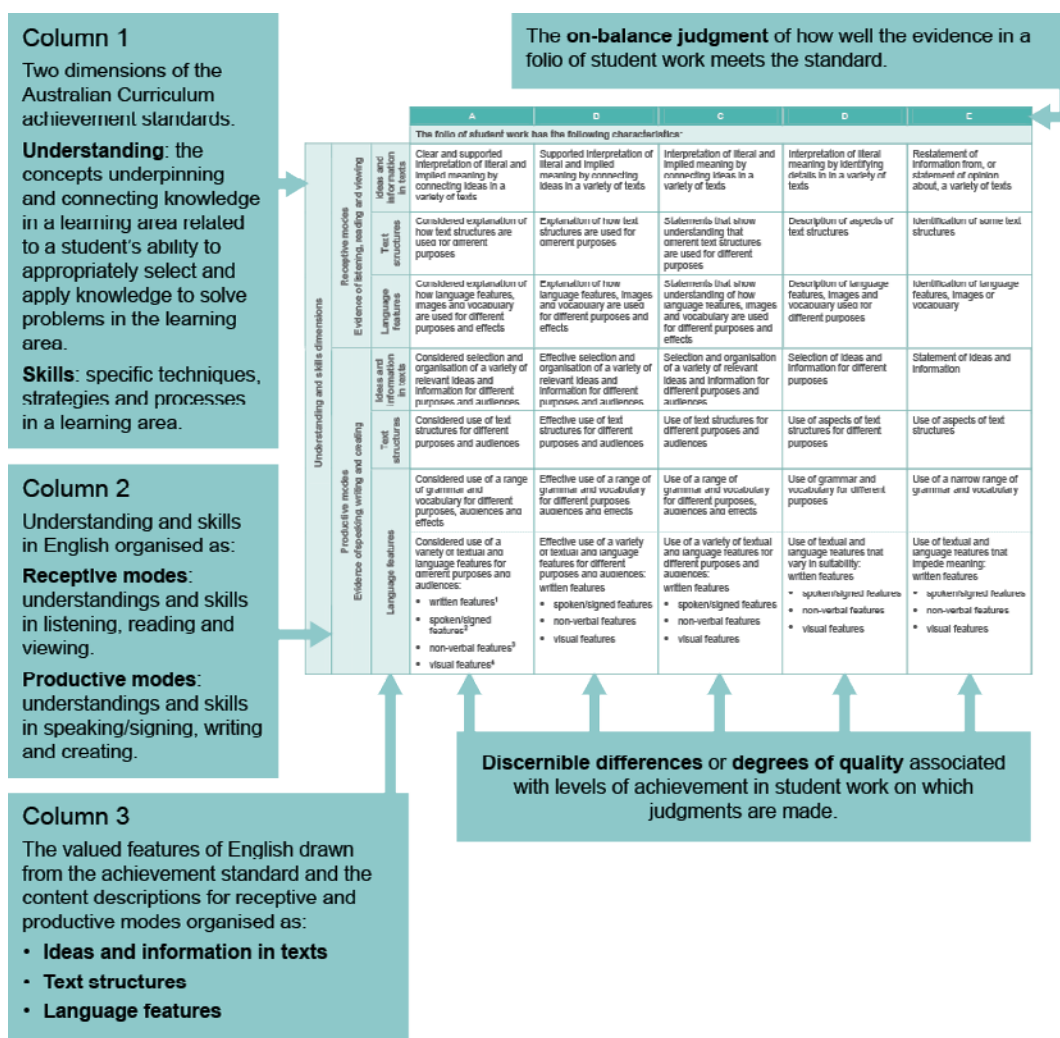 Column 1
Two dimensions of the
Australian Curriculum
achievement standards.
Understanding: the
concepts underpinning
and connecting knowledge
in a learning area related
to a student's ability to
appropriately select and
apply knowledge to solve
problems in the learning
area.
Skills: specific techniques,
strategies and processes
in a learning area.
Column 2
Understanding and skills
in English organised as:
Receptive modes:
understandings and skills
in listening, reading and
viewing.
Productive modes:
understandings and skills
in speaking/signing, writing
and creating.
Column 3
The valued features of English drawn
from the achievement standard and the
content descriptions for receptive and
productive modes organised as:
• Ideas and information in texts
• Text structures
• Language features
The on-balance judgment of how well the evidence in a
folio of student work meets the standard.
A B C D E
The folio of student work has the following characteristics:
Understanding and skills dimensions
Receptive modes
Evidence of listening, reading and viewing
Ideas and
information
in texts
Clear and supported
interpretation of literal and
implied meaning by
connecting ideas in a
variety of texts
Supported interpretation of
literal and implied
meaning by connecting
ideas in a variety of texts
Interpretation of literal and
implied meaning by
connecting ideas in a
variety of texts
Interpretation of literal
meaning by identifying
details in in a variety of
texts
Restatement of
information from, or
statement of opinion
about, a variety of texts
Text
structures
Considered explanation of
how text structures are
used for different
purposes
Explanation of how text
structures are used for
different purposes
Statements that show
understanding that
different text structures
are used for different
purposes
Description of aspects of
text structures
Identification of some text
structures
Language
features
Considered explanation of
how language features,
images and vocabulary
are used for different
purposes and effects
Explanation of how
language features, images
and vocabulary are used
for different purposes and
effects
Statements that show
understanding of how
language features, images
and vocabulary are used
for different purposes and
effects
Description of language
features, images and
vocabulary used for
different purposes
Identification of language
features, images or
vocabulary
Productive modes
Evidence of speaking, writing and creating
Ideas and
information
in texts
Considered selection and
organisation of a variety of
relevant ideas and
information for different
purposes and audiences
Effective selection and
organisation of a variety of
relevant ideas and
information for different
purposes and audiences
Selection and organisation
of a variety of relevant
ideas and information for
different purposes and
audiences
Selection of ideas and
information for different
purposes
Statement of ideas and
information
Text
structures
Considered use of text
structures for different
purposes and audiences
Effective use of text
structures for different
purposes and audiences
Use of text structures for
different purposes and
audiences
Use of aspects of text
structures for different
purposes
Use of aspects of text
structures
Language features
Considered use of a range
of grammar and
vocabulary for different
purposes, audiences and
effects
Effective use of a range of
grammar and vocabulary
for different purposes
audiences and effects
Use of a range of
grammar and vocabulary
for different purposes,
audiences and effects
Use of grammar and
vocabulary for different
purposes
Use of a narrow range of
grammar and vocabulary
Considered use of a
variety of textual and
language features for
different purposes and
audiences:
• written features¹
• spoken/signed
features²
• non-verbal features³
• visual features⁴
Effective use of a variety
of textual and language
features for different
purposes and audiences:
written features
• spoken/signed features
• non-verbal features
• visual features
Use of a variety of textual
and language features for
different purposes and
audiences:
written features
• spoken/signed features
• non-verbal features
• visual features
Use of textual and
language features that
vary in suitability:
written features
• spoken/signed features
• non-verbal features
• visual features
Use of textual and
language features that
impede meaning:
written features
• spoken/signed features
• non-verbal features
• visual features
Discernible differences or degrees of quality associated
with levels of achievement in student work on which
judgments are made.